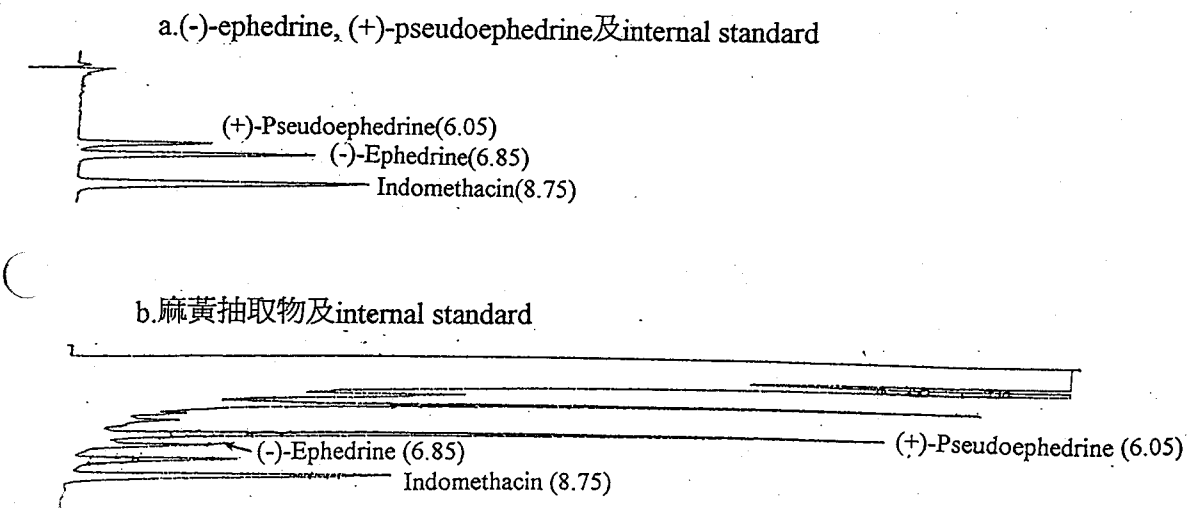 a.(-)-ephedrine, (+)-pseudoephedrine及internal standard
(+)-Pseudoephedrine(6.05)
(-)-Ephedrine(6.85)
Indomethacin(8.75)
b.麻黃抽取物及internal standard
(-)-Ephedrine (6.85)
(+)-Pseudoephedrine (6.05)
Indomethacin (8.75)